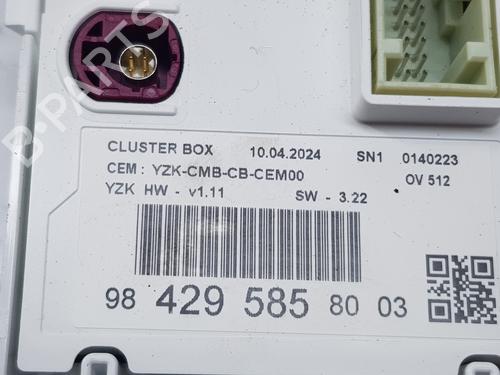 B-PARTS
CLUSTER BOX 10.04.2024 SN1 0140223
CEM : YZK-CMB-CB-CEM00 OV 512
YZK HW - v1.11 SW - 3.22
98 429 585 80 03